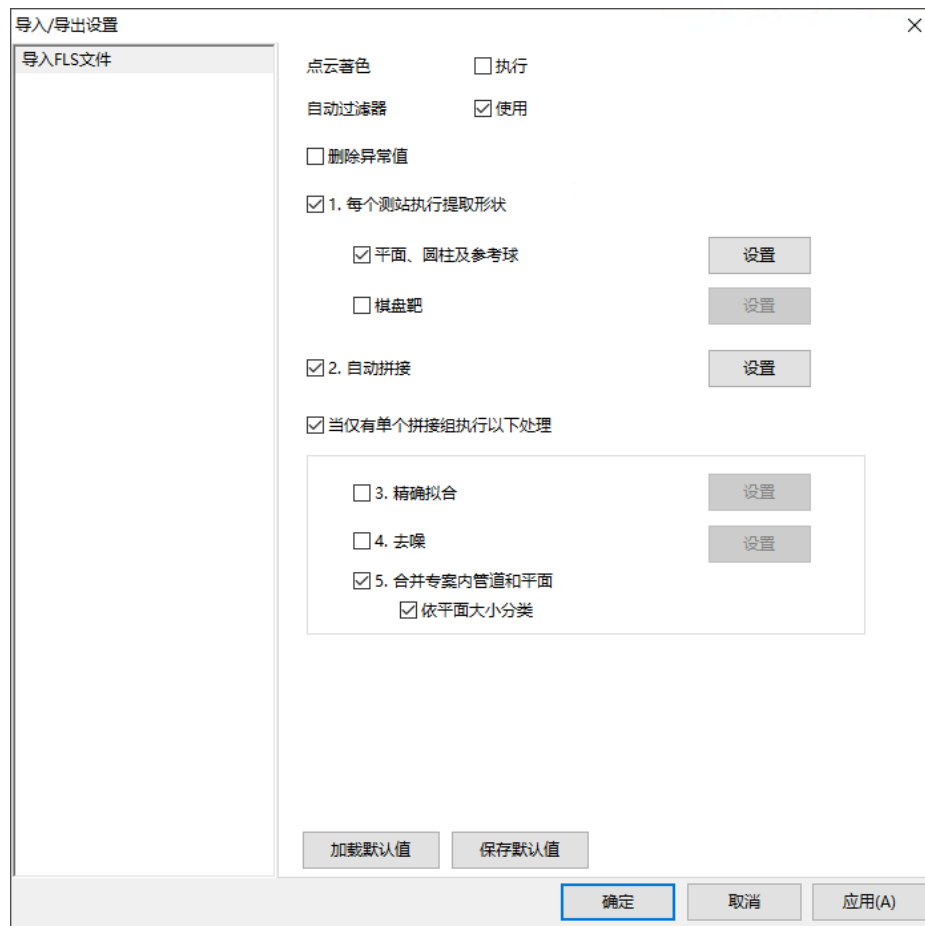 导入/导出设置
导入FLS文件
点云著色 执行
自动过滤器 使用
删除异常值
1. 每个测站执行提取形状
平面、圆柱及参考球 设置
棋盘靶 设置
2. 自动拼接 设置
当仅有单个拼接组执行以下处理
3. 精确拟合 设置
4. 去噪 设置
5. 合并专案内管道和平面
依平面大小分类
加载默认值 保存默认值
确定 取消 应用(A)